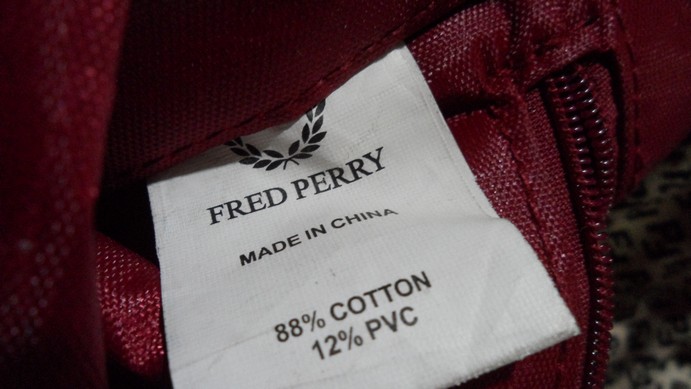 FRED PERRY
MADE IN CHINA
88% COTTON
12% PVC